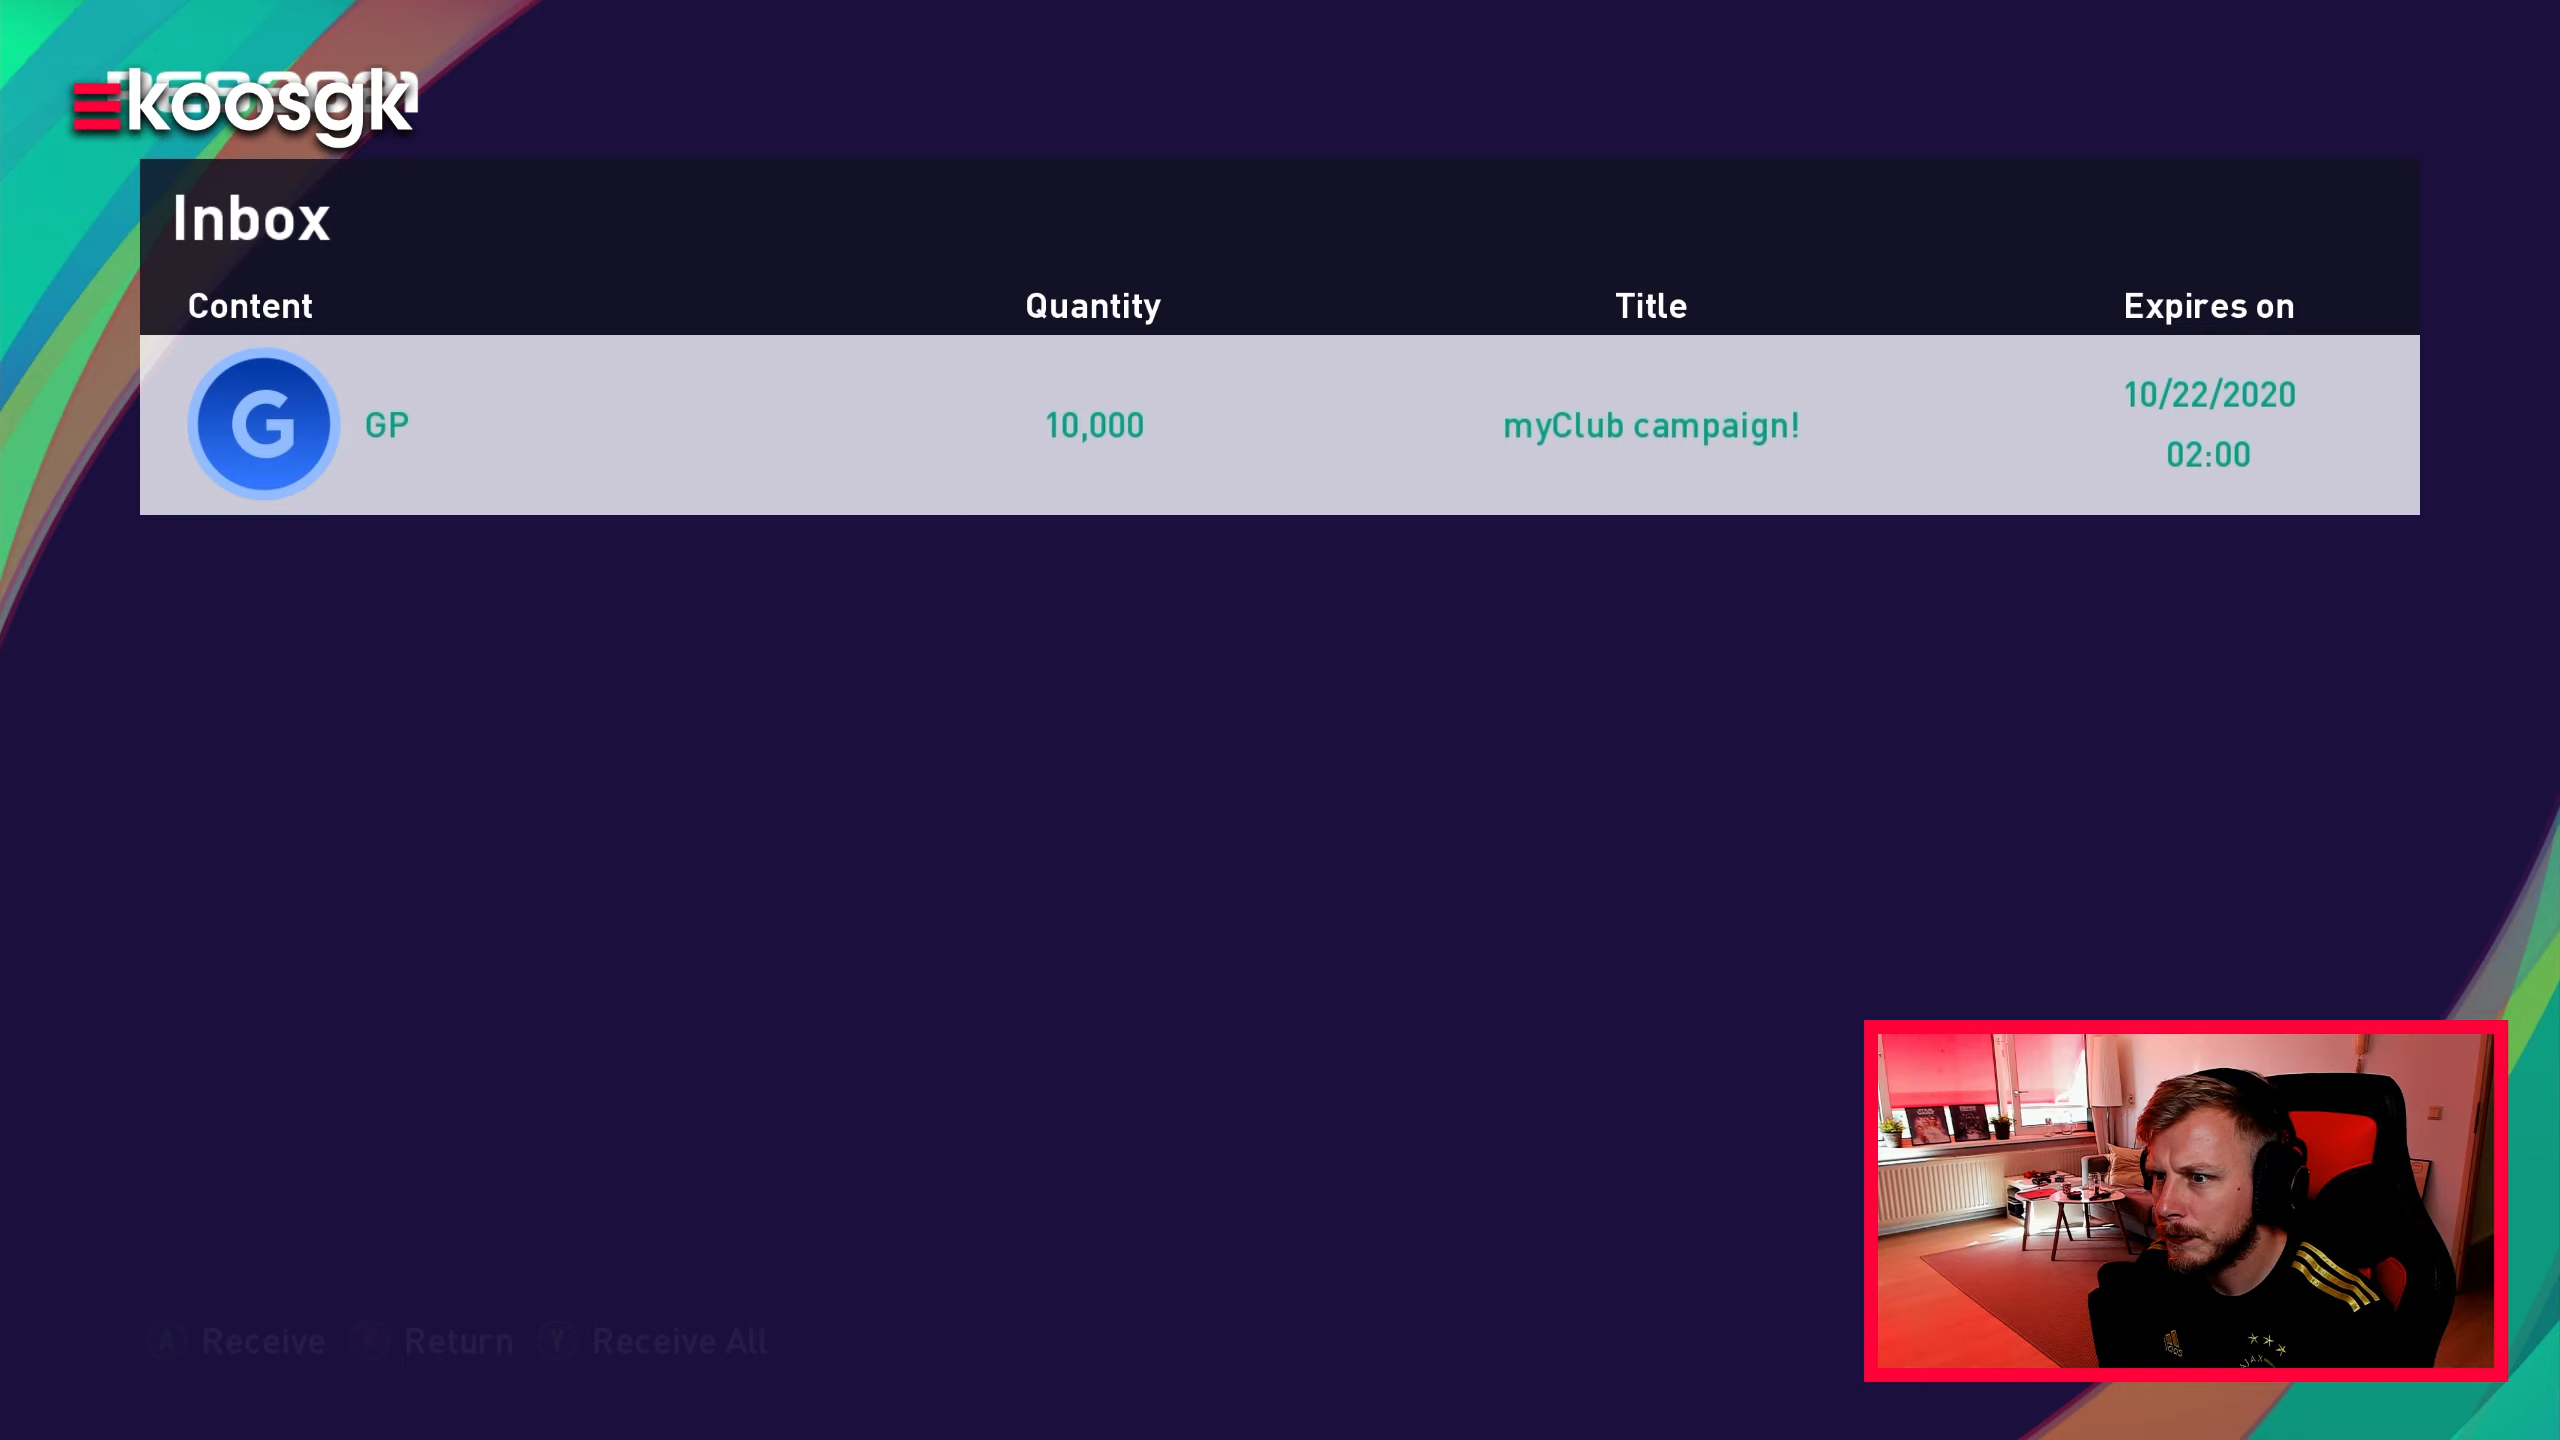 koosgk
Inbox
Content Quantity Title Expires on
G GP 10,000 myClub campaign! 10/22/2020
02:00
A Receive Return Y Receive All
AJAX